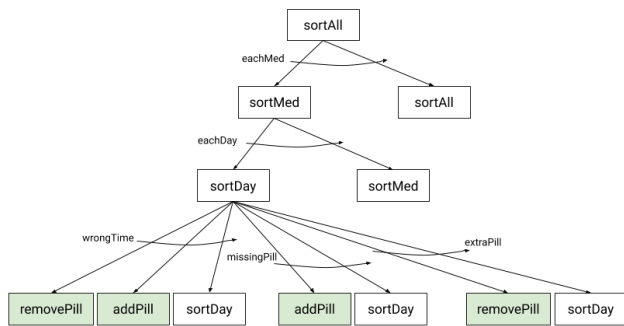 sortAll
eachMed
sortMed
sortAll
eachDay
sortDay
sortMed
wrongTime
missingPill
extraPill
removePill
addPill
sortDay
addPill
sortDay
removePill
sortDay